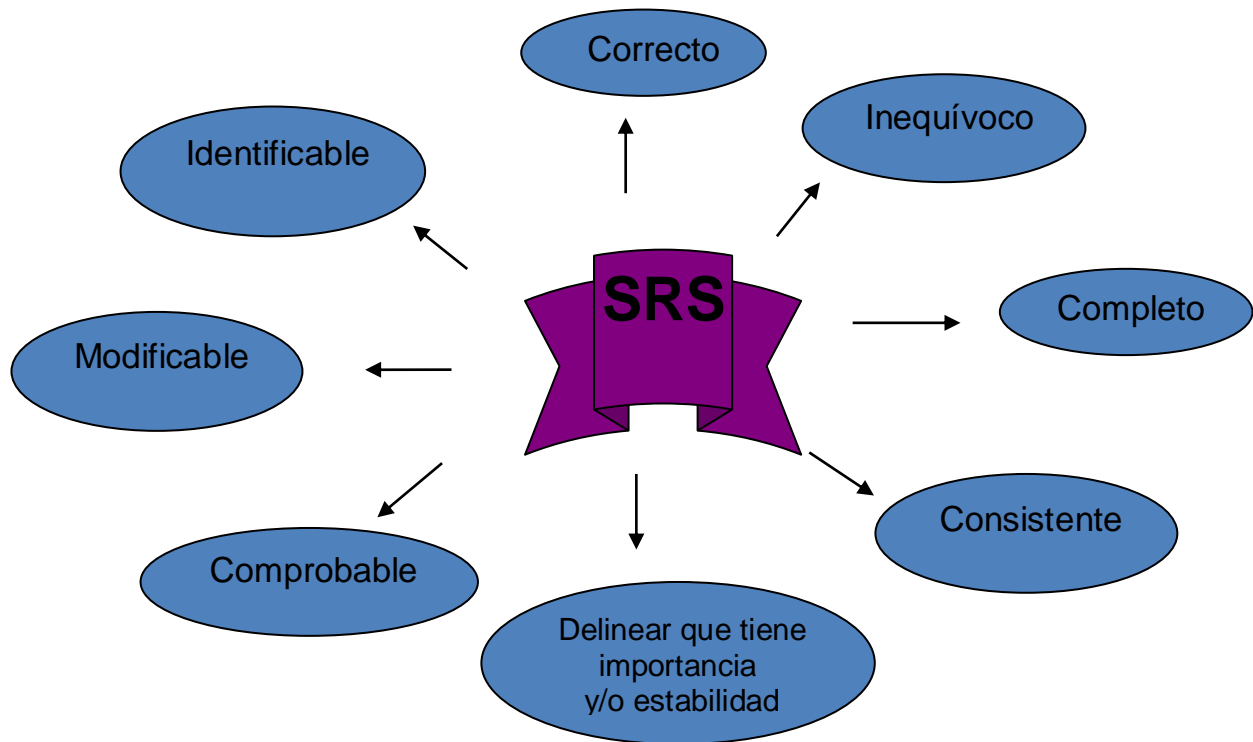 Correcto
Inequívoco
Identificable
SRS
Completo
Modificable
Consistente
Comprobable
Delinear que tiene
importancia
y/o estabilidad